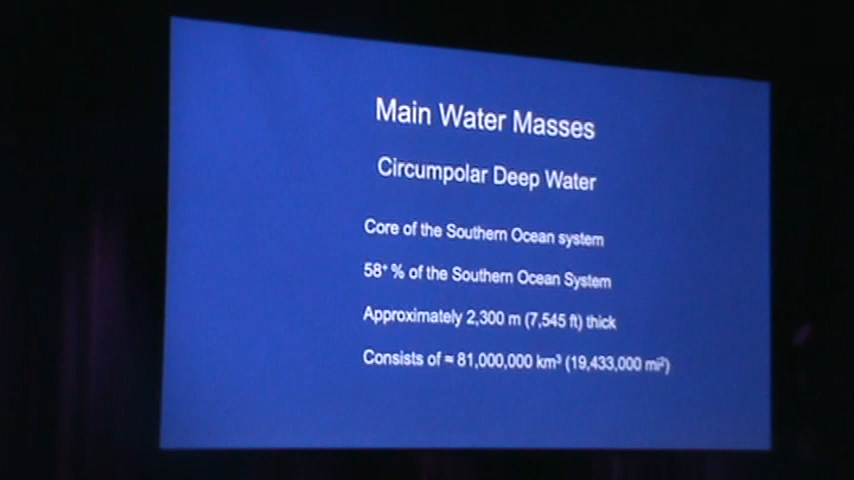 Main Water Masses
Circumpolar Deep Water
Core of the Southern Ocean system
58⁺ % of the Southern Ocean System
Approximately 2,300 m (7,545 ft) thick
Consists of ≈ 81,000,000 km³ (19,433,000 mi²)